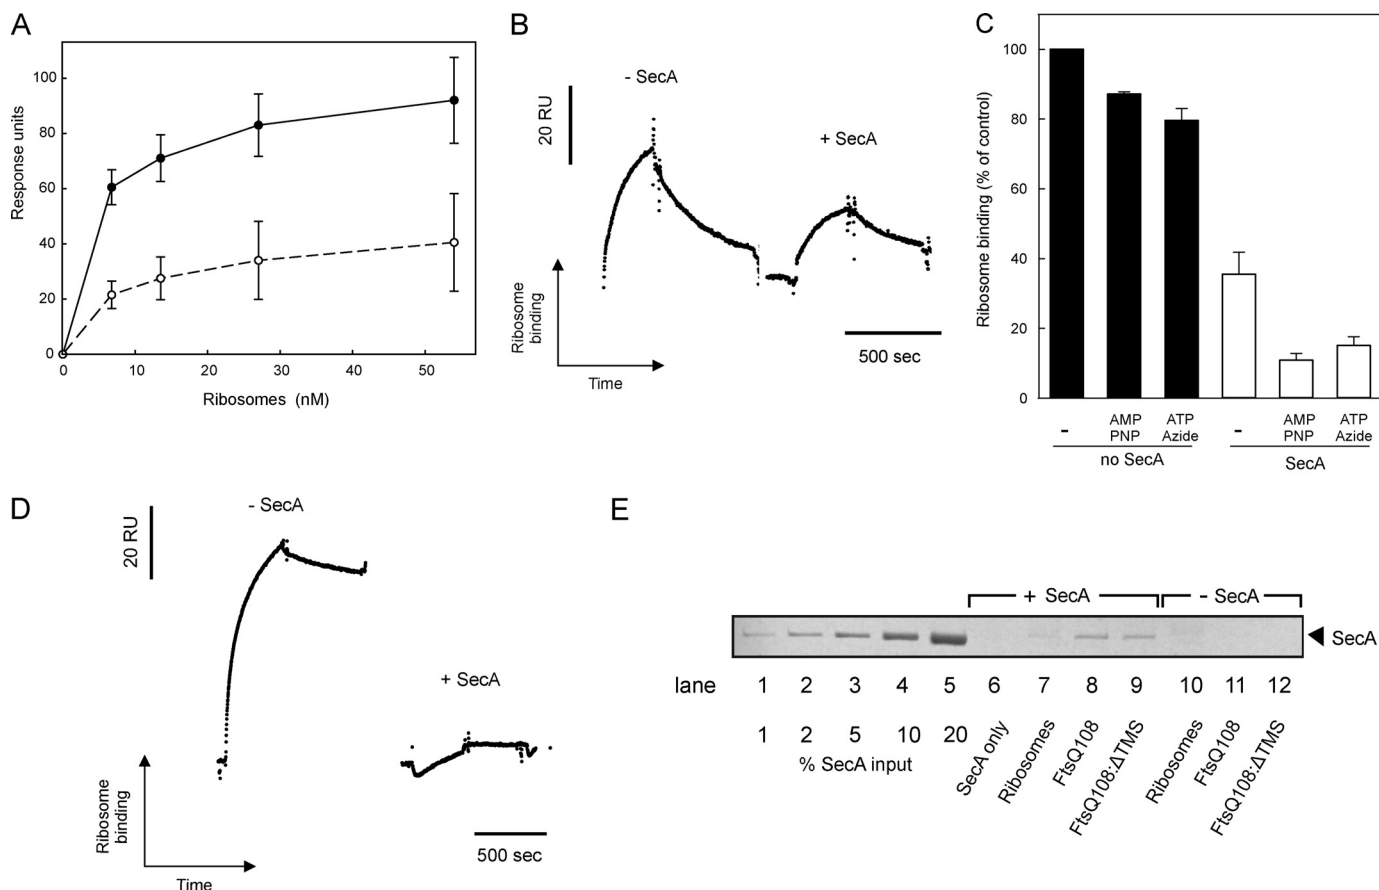 A
100
80
60
40
20
0
Response units
0 10 20 30 40 50
Ribosomes (nM)
B
20 RU
- SecA
+ SecA
Ribosome
binding
Time
500 sec
C
Ribosome binding (% of control)
100
80
60
40
20
0
- AMP PNP ATP Azide - AMP PNP ATP Azide
no SecA SecA
D
20 RU
- SecA
+ SecA
Ribosome
binding
Time
500 sec
E
+ SecA - SecA
SecA
lane 1 2 3 4 5 6 7 8 9 10 11 12
1 2 5 10 20
% SecA input
SecA only
Ribosomes
FtsQ108
FtsQ108:ΔTMS
Ribosomes
FtsQ108
FtsQ108:ΔTMS